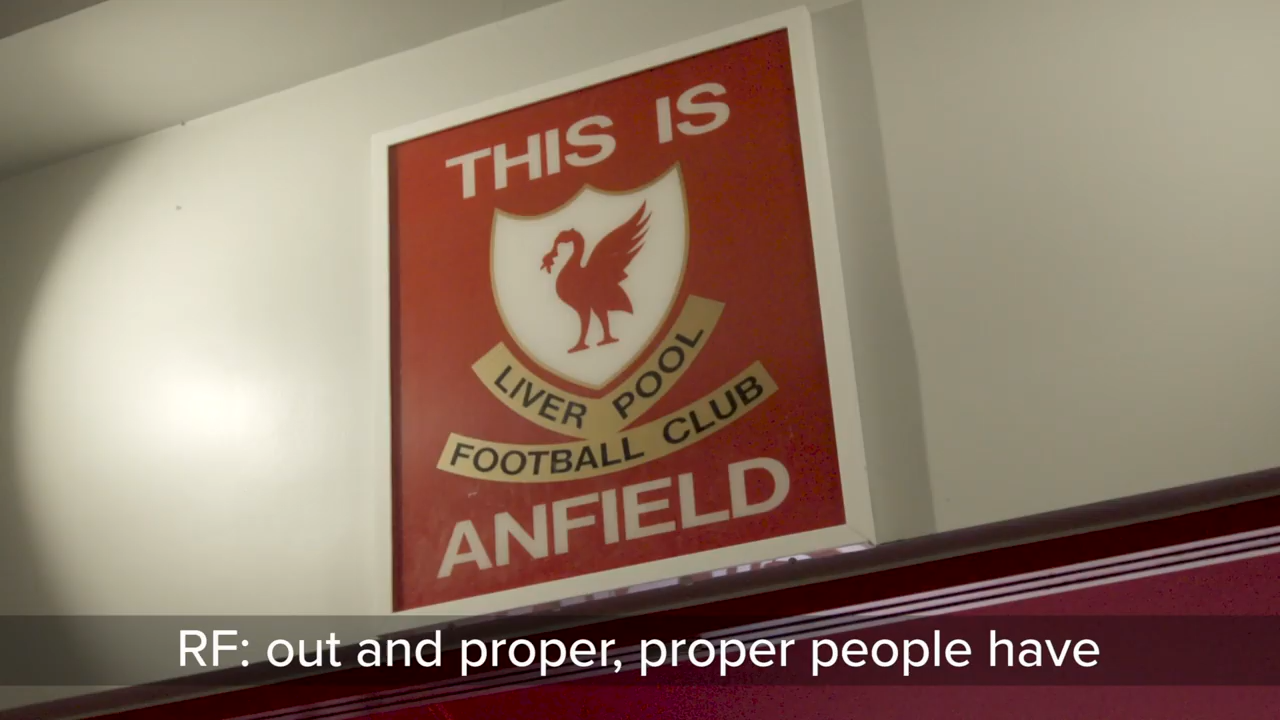 THIS IS
LIVER POOL
FOOTBALL CLUB
ANFIELD
RF: out and proper, proper people have